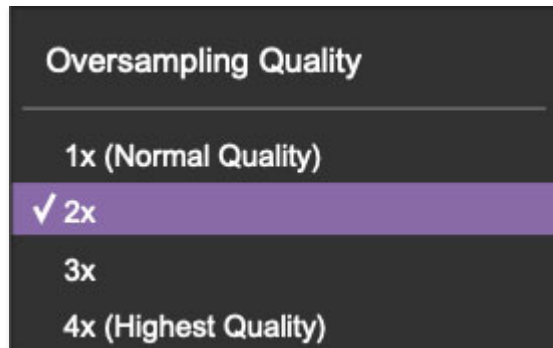 Oversampling Quality
1x (Normal Quality)
✓ 2x
3x
4x (Highest Quality)